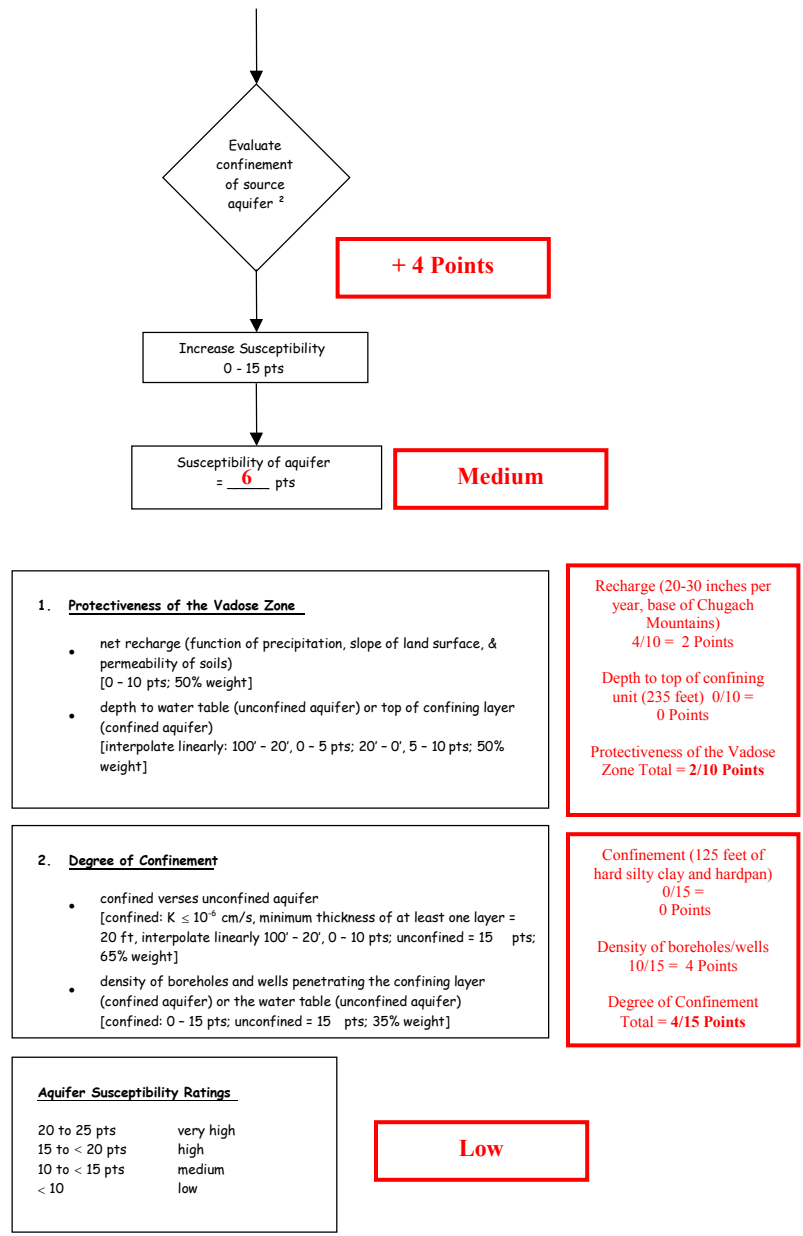 Evaluate
confinement
of source
aquifer ²
+ 4 Points
Increase Susceptibility
0 - 15 pts
Susceptibility of aquifer
= __6__ pts
Medium
1. Protectiveness of the Vadose Zone
• net recharge (function of precipitation, slope of land surface, &
permeability of soils)
[0 – 10 pts; 50% weight]
• depth to water table (unconfined aquifer) or top of confining layer
(confined aquifer)
[interpolate linearly: 100’ – 20’, 0 – 5 pts; 20’ – 0’, 5 – 10 pts; 50%
weight]
Recharge (20-30 inches per
year, base of Chugach
Mountains)
4/10 = 2 Points
Depth to top of confining
unit (235 feet) 0/10 =
0 Points
Protectiveness of the Vadose
Zone Total = 2/10 Points
2. Degree of Confinement
• confined verses unconfined aquifer
[confined: K ≤ 10⁻⁶ cm/s, minimum thickness of at least one layer =
20 ft, interpolate linearly 100’ – 20’, 0 – 10 pts; unconfined = 15 pts;
65% weight]
• density of boreholes and wells penetrating the confining layer
(confined aquifer) or the water table (unconfined aquifer)
[confined: 0 – 15 pts; unconfined = 15 pts; 35% weight]
Confinement (125 feet of
hard silty clay and hardpan)
0/15 =
0 Points
Density of boreholes/wells
10/15 = 4 Points
Degree of Confinement
Total = 4/15 Points
Aquifer Susceptibility Ratings
20 to 25 pts very high
15 to < 20 pts high
10 to < 15 pts medium
< 10 low
Low